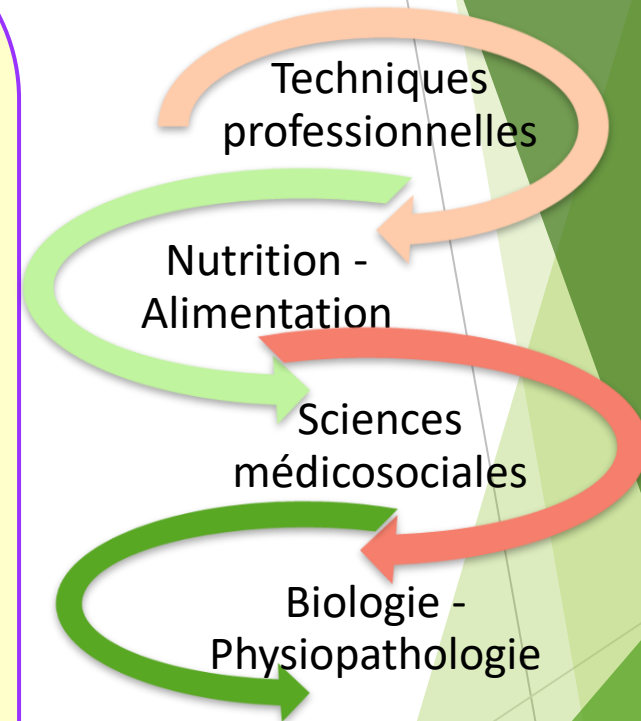 Techniques
professionnelles
Nutrition -
Alimentation
Sciences
médicosociales
Biologie -
Physiopathologie